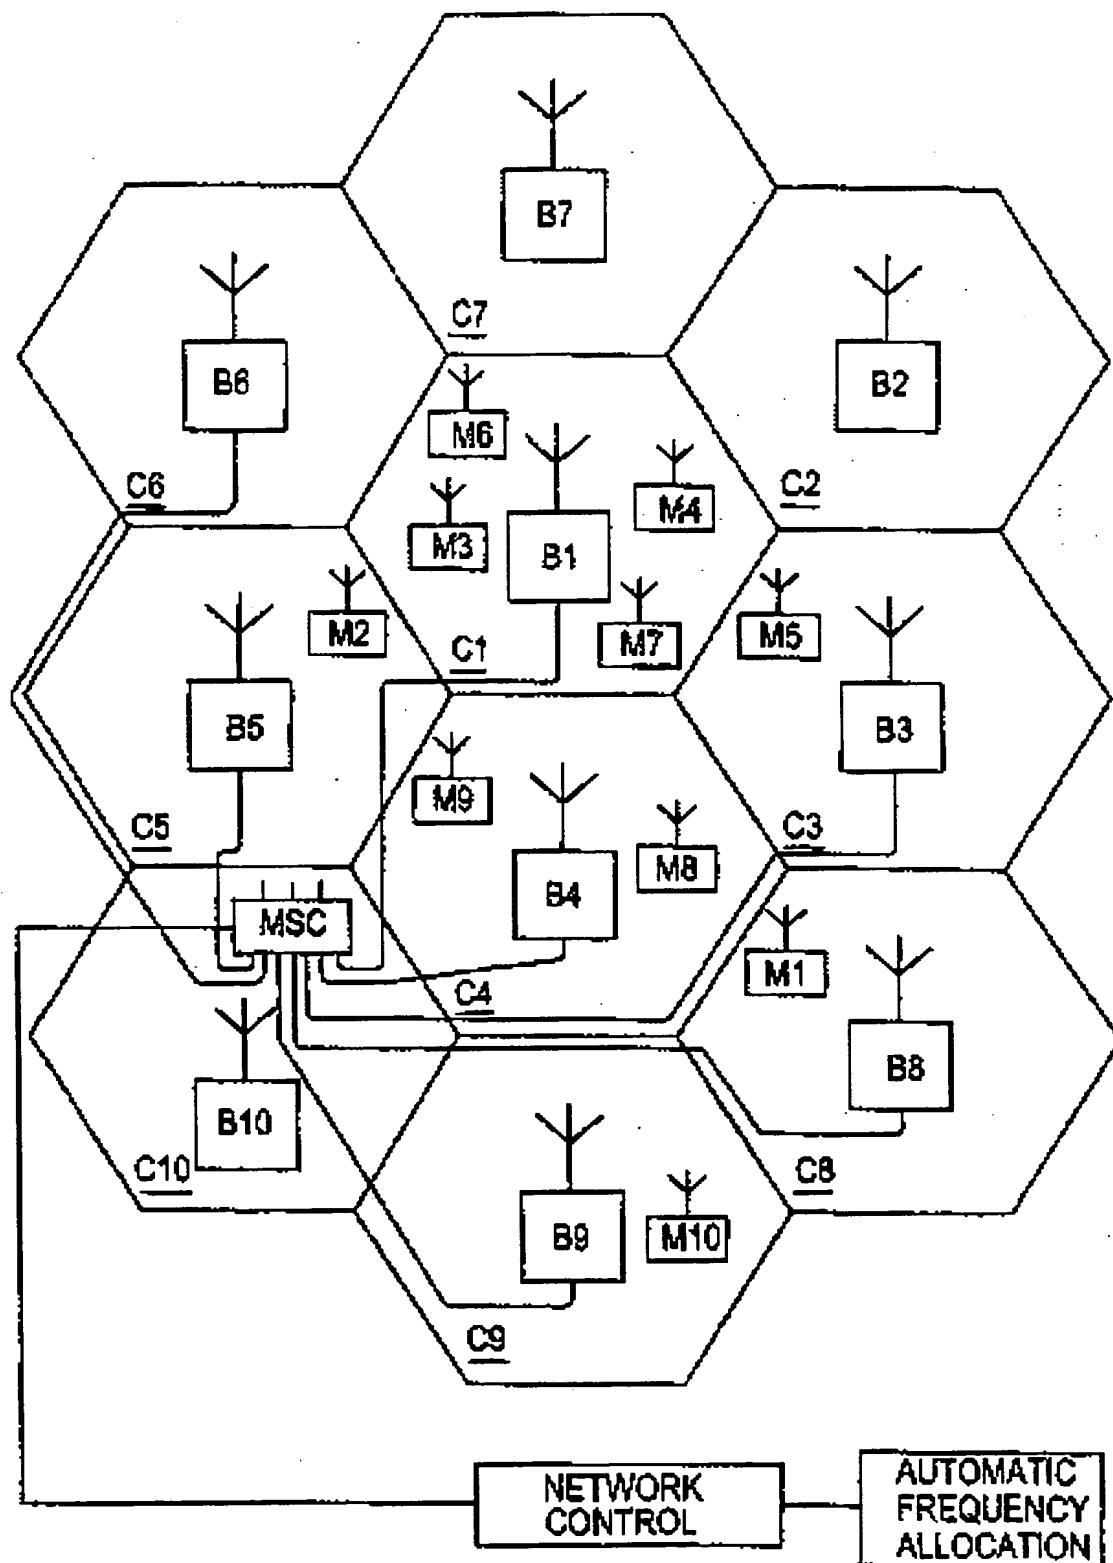 B7
C7
B6
B2
M6
C6
M4
C2
M3
B1
M2
M7
M5
C1
B5
B3
M9
C5
C3
M8
B4
MSC
M1
C4
B8
B10
C10
C8
M10
B9
C9
NETWORK
CONTROL
AUTOMATIC
FREQUENCY
ALLOCATION